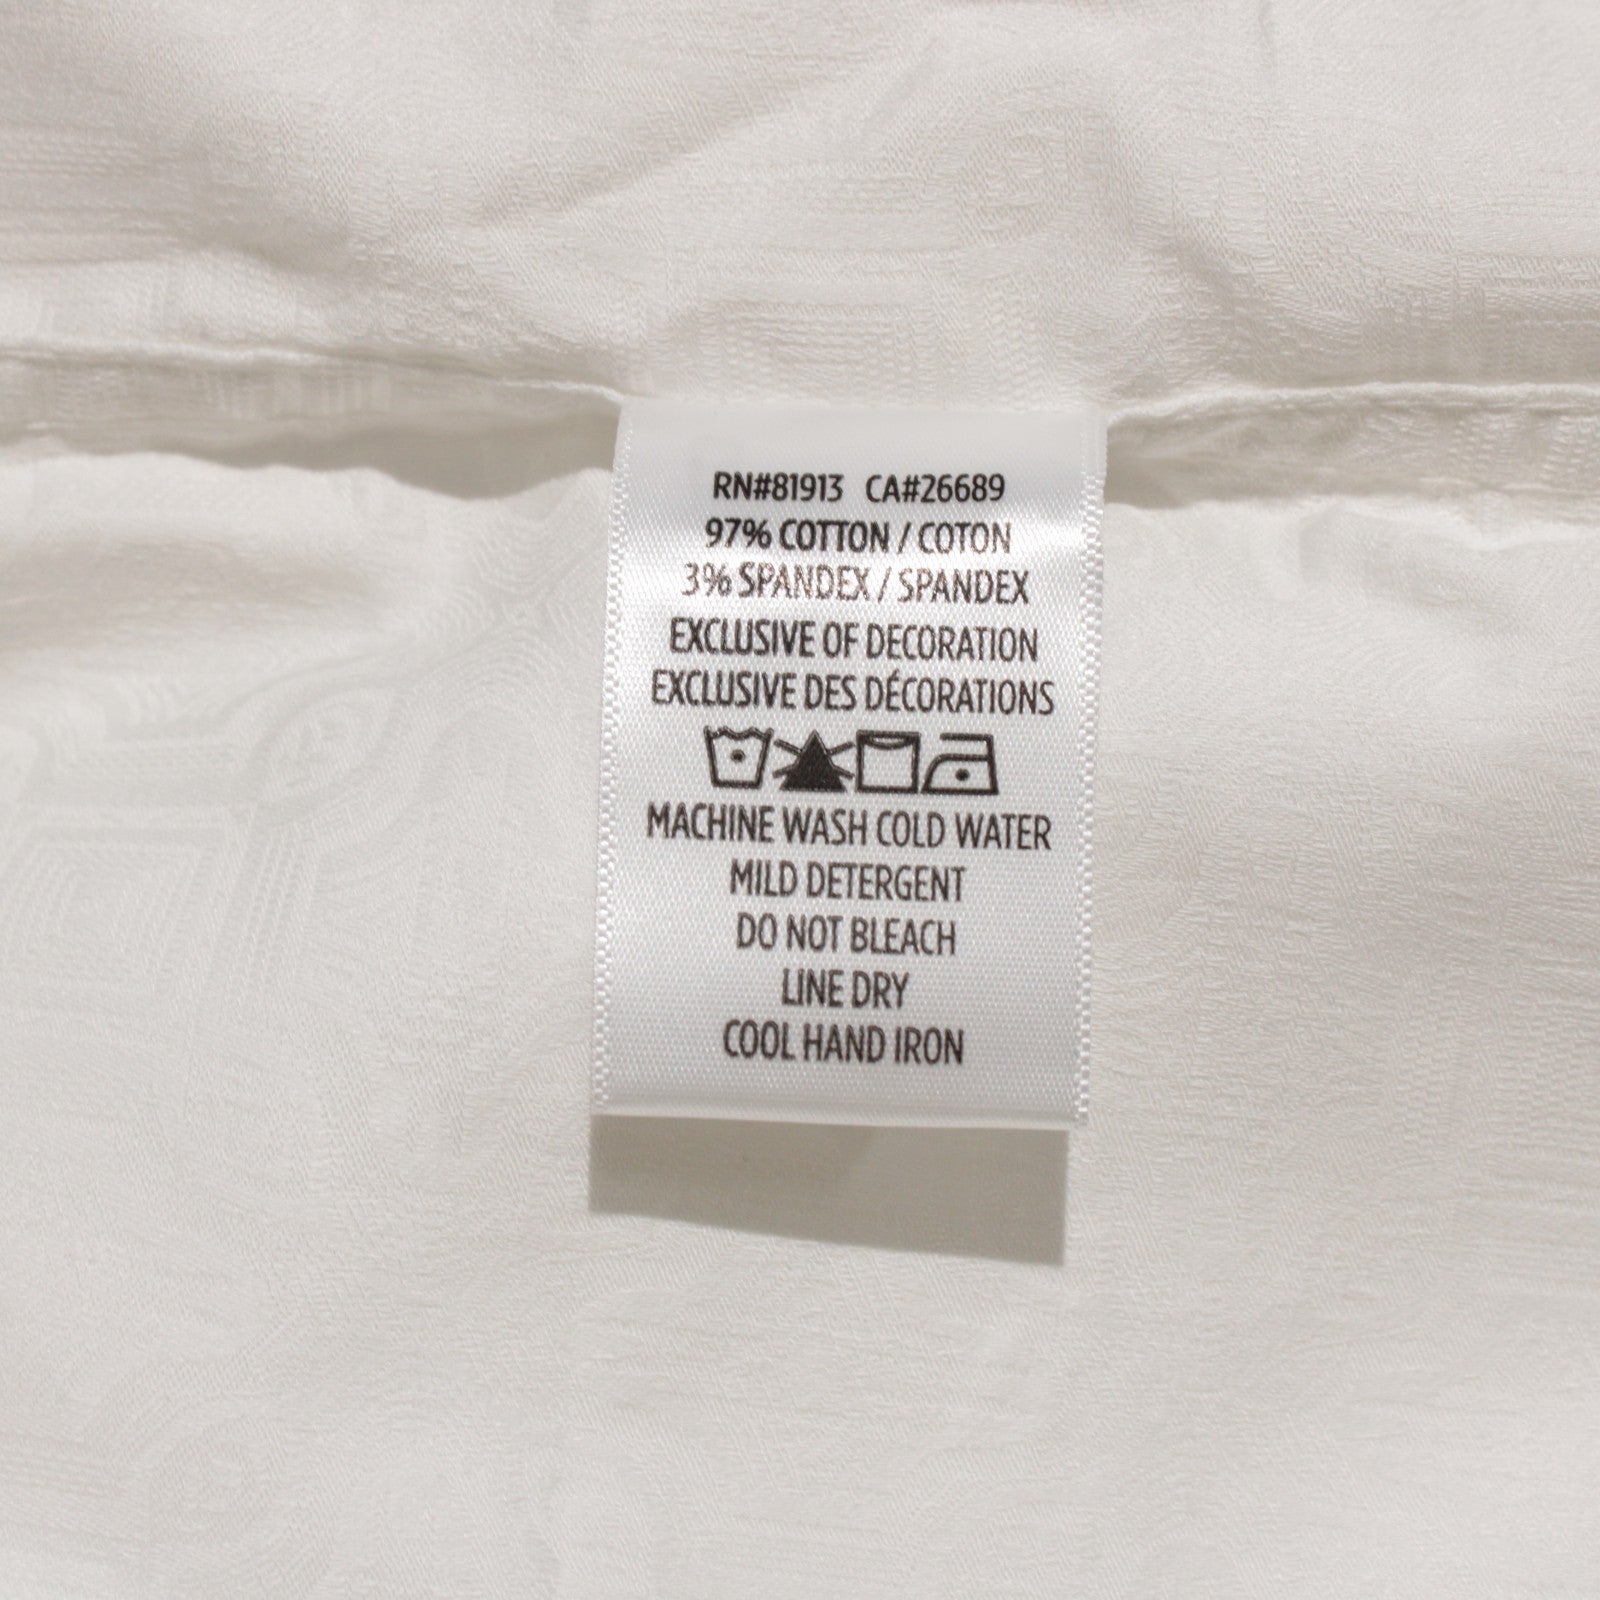 RN#81913 CA#26689
97% COTTON / COTON
3% SPANDEX / SPANDEX
EXCLUSIVE OF DECORATION
EXCLUSIVE DES DÉCORATIONS
MACHINE WASH COLD WATER
MILD DETERGENT
DO NOT BLEACH
LINE DRY
COOL HAND IRON